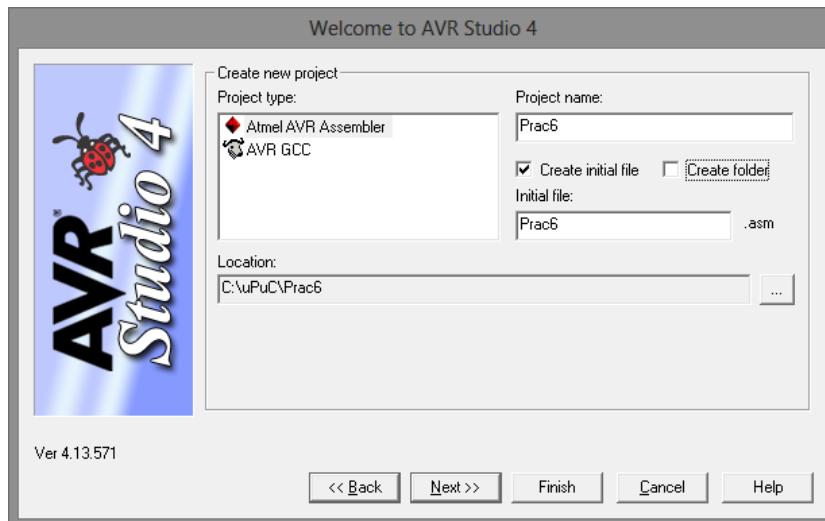 Welcome to AVR Studio 4
Create new project
Project type:
Atmel AVR Assembler
AVR GCC
Project name:
Prac6
Create initial file
Create folder
Initial file:
Prac6
.asm
Location:
C:\uPuC\Prac6
...
AVR®
Studio 4
Ver 4.13.571
<< Back
Next >>
Finish
Cancel
Help